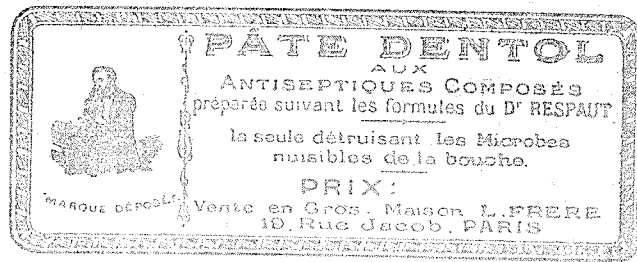 PÂTE DENTOL
AUX
ANTISEPTIQUES COMPOSÉS
préparée suivant les formules du Dr RESPAUT
la seule détruisant les Microbes
nuisibles de la bouche.
PRIX:
Vente en Gros. Maison L. FRERE
19, Rue Jacob. PARIS
MARQUE DÉPOSÉE